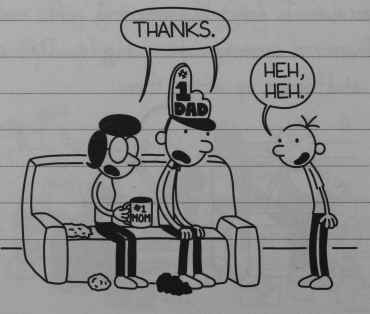 THANKS.
HEH,
HEH.
#1
DAD
#1
MOM